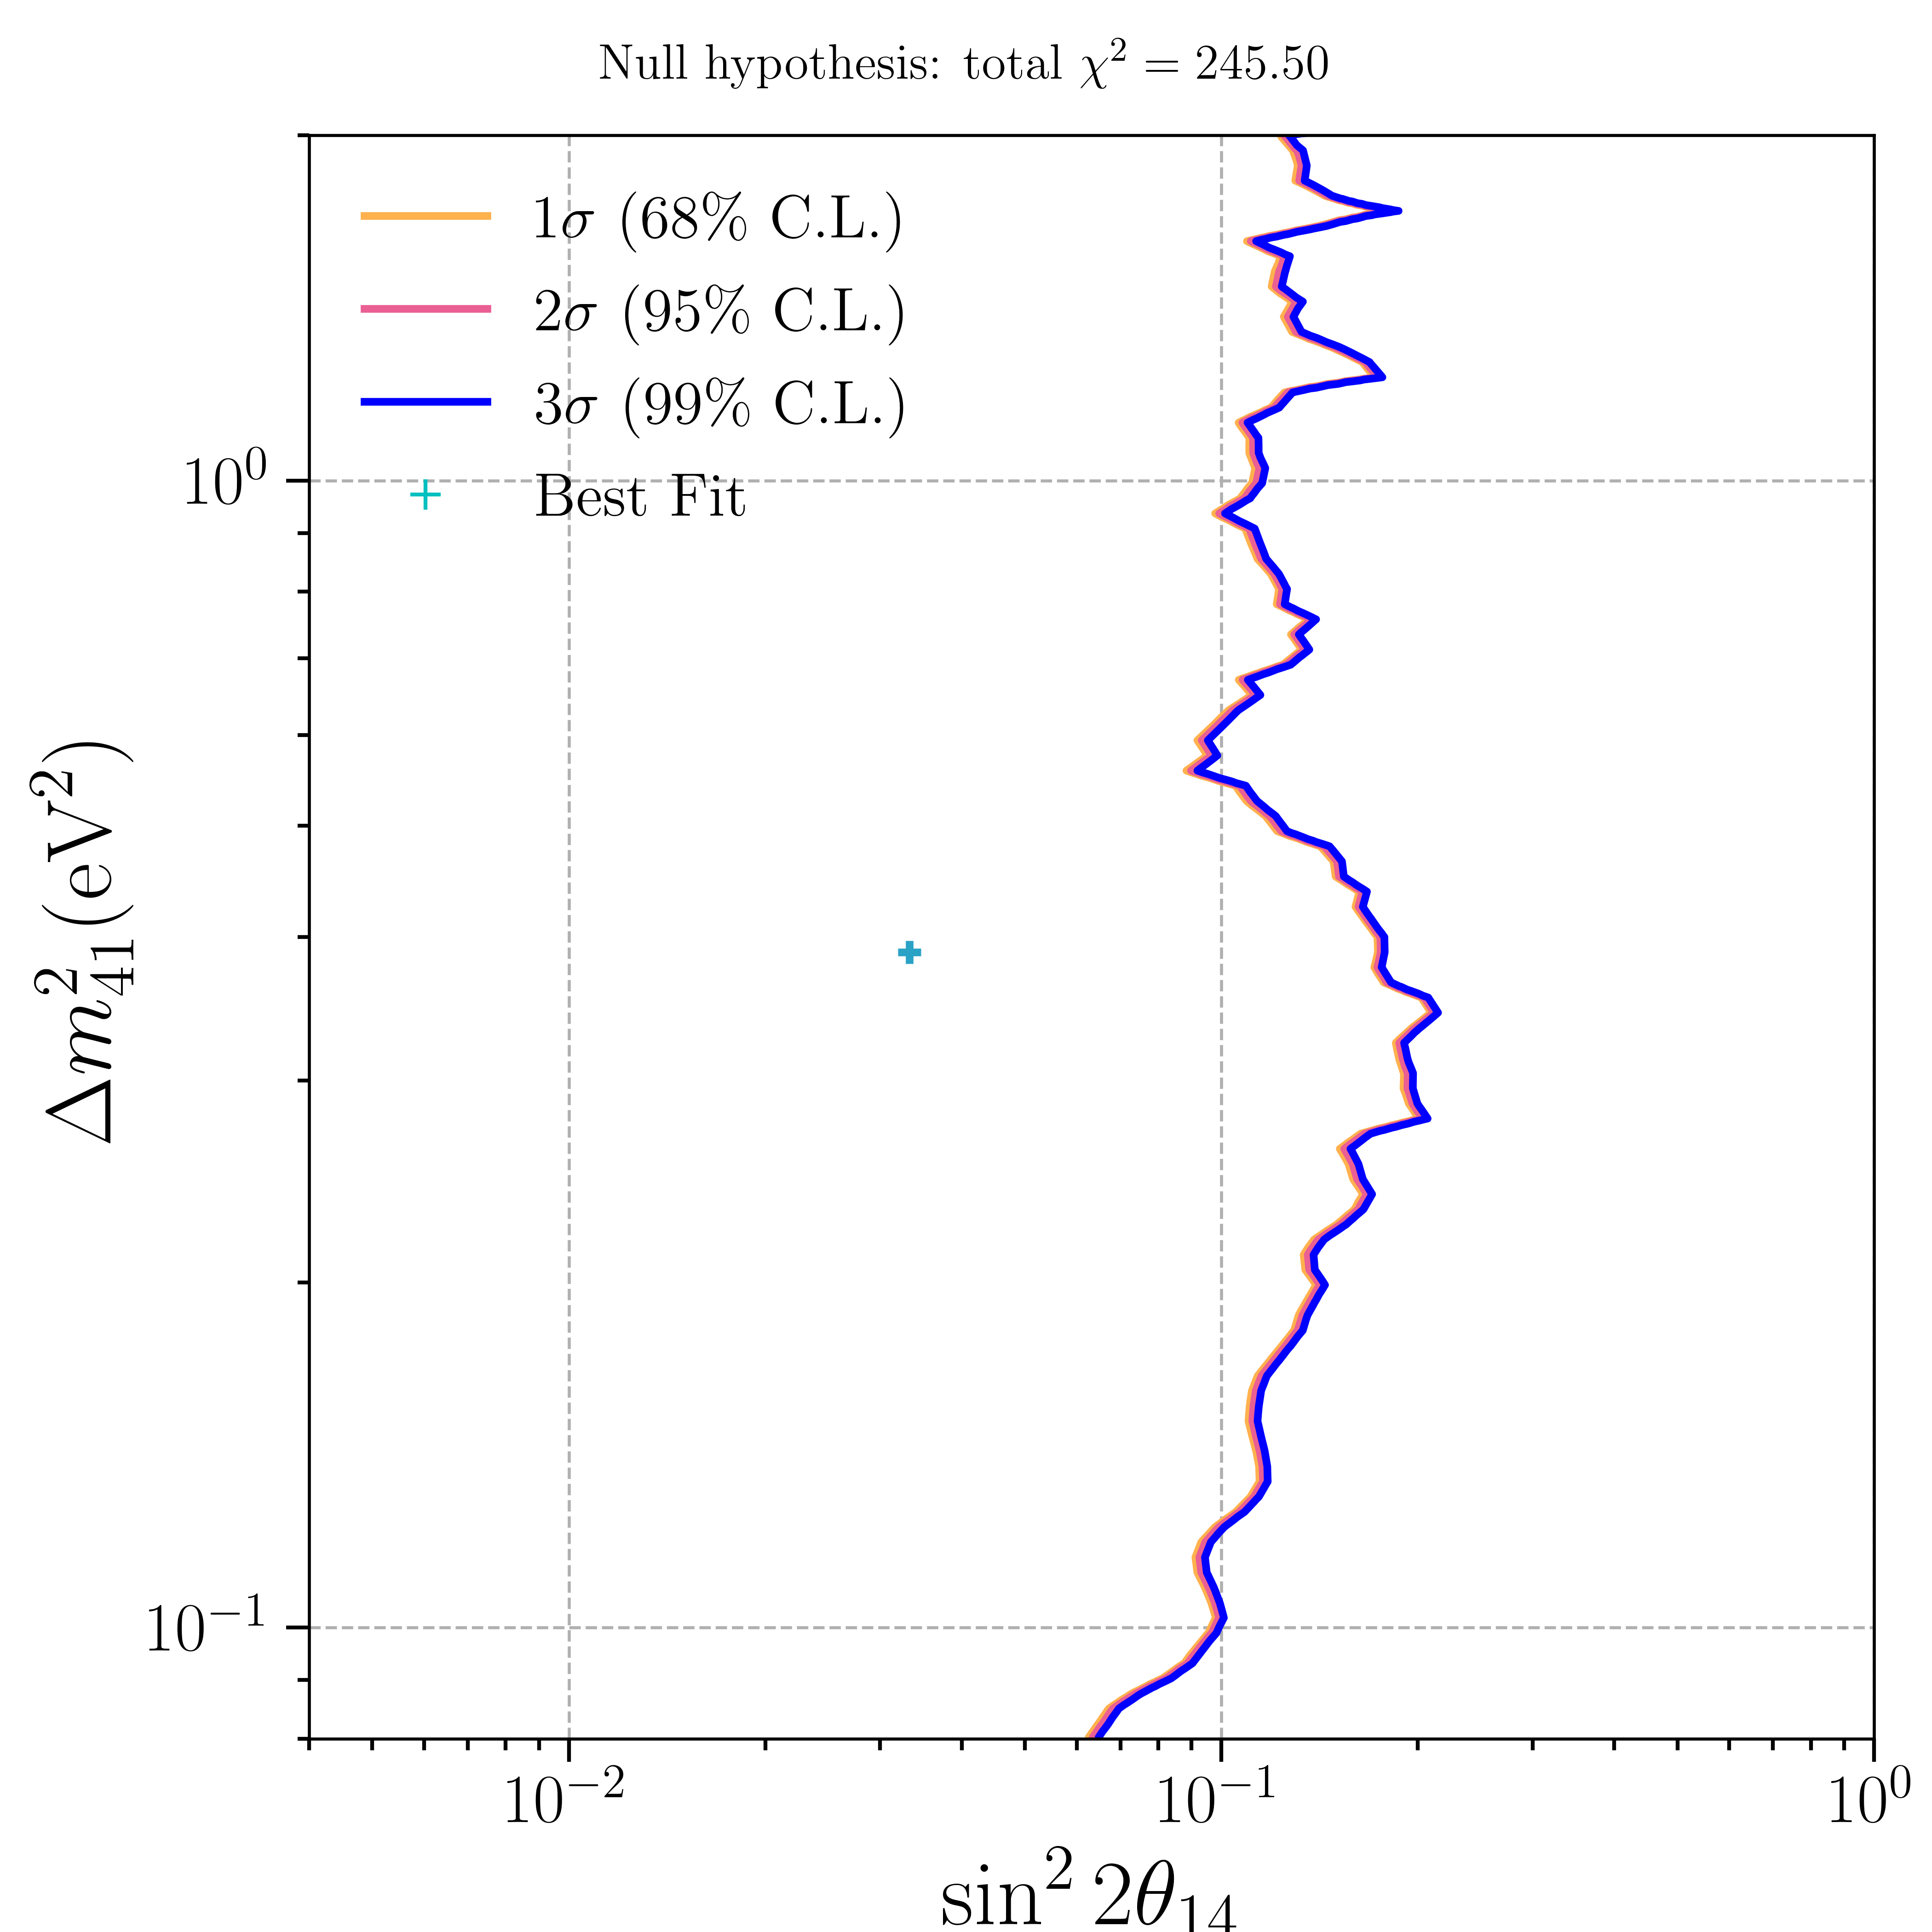 Null hypothesis: total χ² = 245.50
1σ (68% C.L.)
2σ (95% C.L.)
3σ (99% C.L.)
Best Fit
Δm²₄₁(eV²)
10⁰
10⁻¹
10⁻²
10⁻¹
10⁰
sin² 2θ₁₄